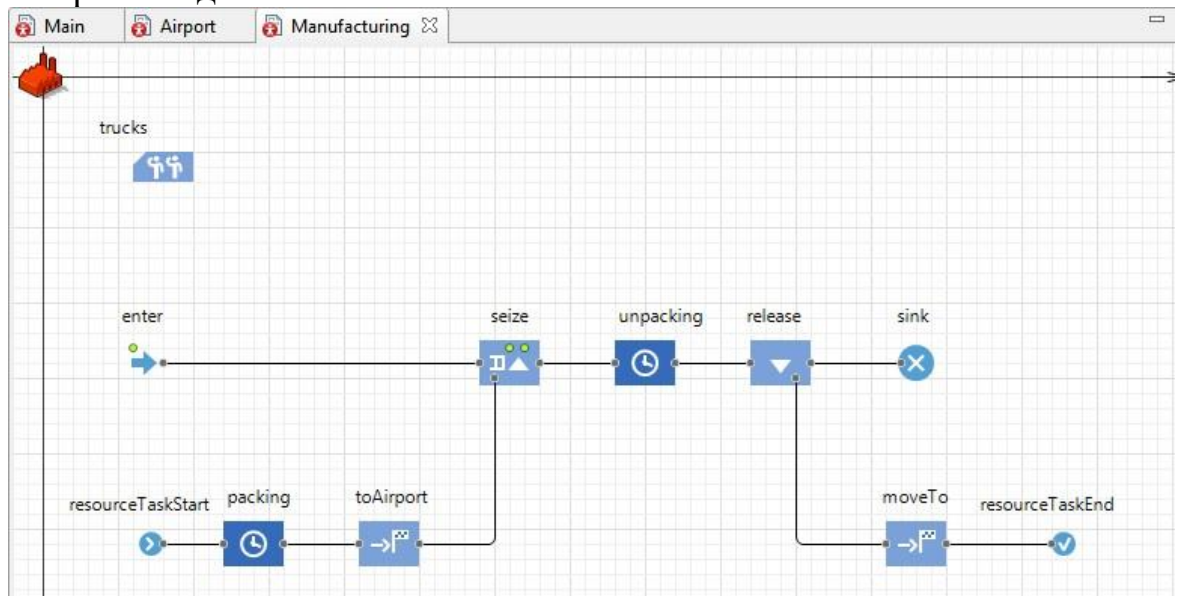 Main Airport Manufacturing
trucks
enter seize unpacking release sink
resourceTaskStart packing toAirport moveTo resourceTaskEnd